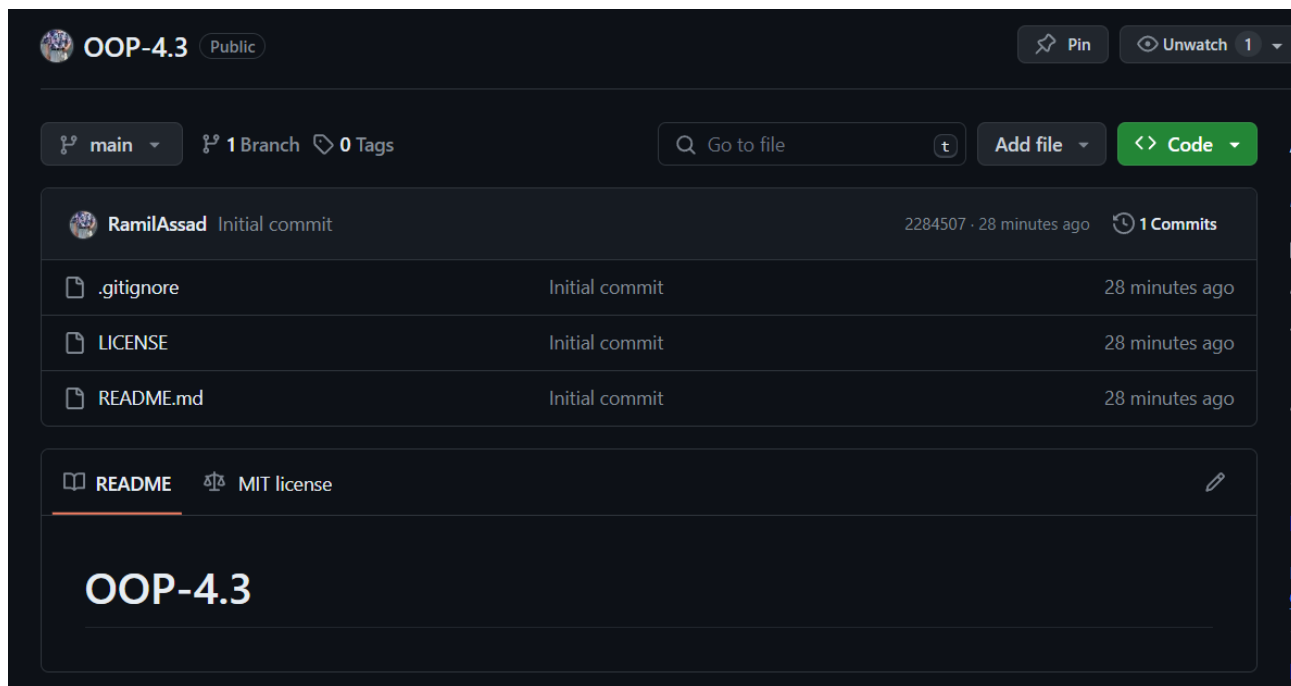 OOP-4.3 Public Pin Unwatch 1
main 1 Branch 0 Tags Go to file t Add file Code
RamilAssad Initial commit 2284507 · 28 minutes ago 1 Commits
.gitignore Initial commit 28 minutes ago
LICENSE Initial commit 28 minutes ago
README.md Initial commit 28 minutes ago
README MIT license
OOP-4.3